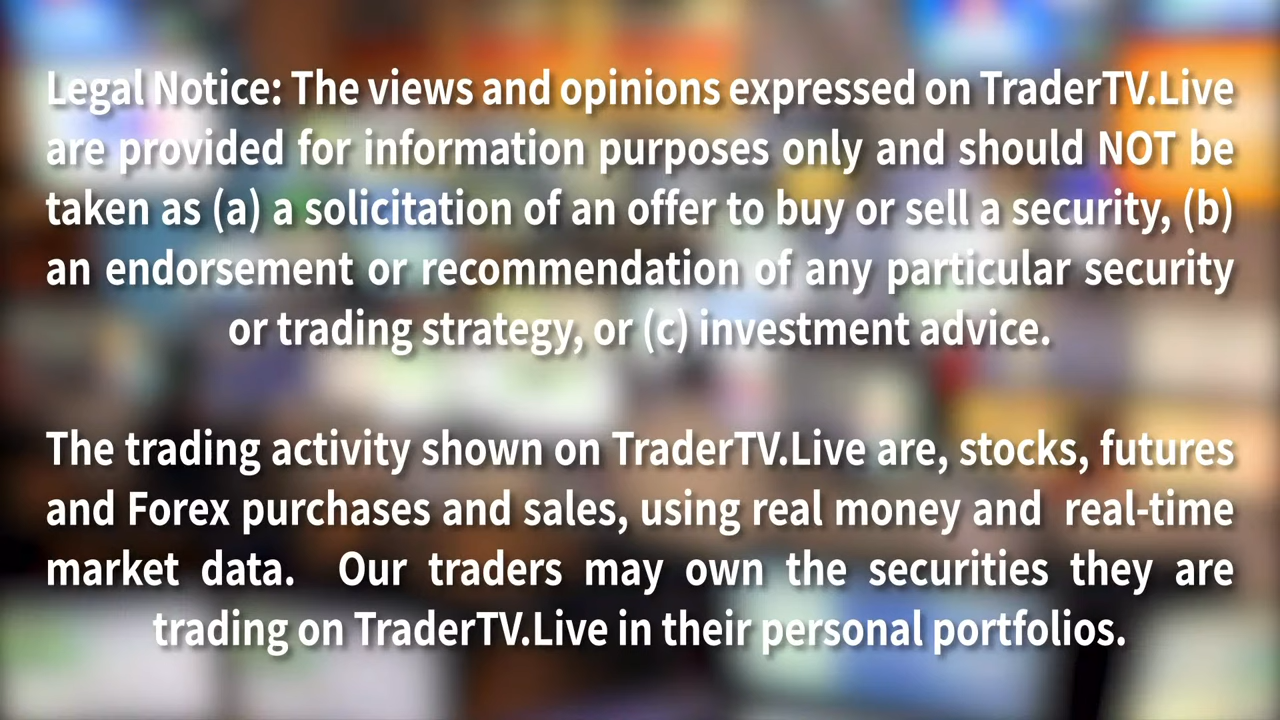 Legal Notice: The views and opinions expressed on TraderTV.Live
are provided for information purposes only and should NOT be
taken as (a) a solicitation of an offer to buy or sell a security, (b)
an endorsement or recommendation of any particular security
or trading strategy, or (c) investment advice.
The trading activity shown on TraderTV.Live are, stocks, futures
and Forex purchases and sales, using real money and  real-time
market data.  Our traders may own the securities they are
trading on TraderTV.Live in their personal portfolios.